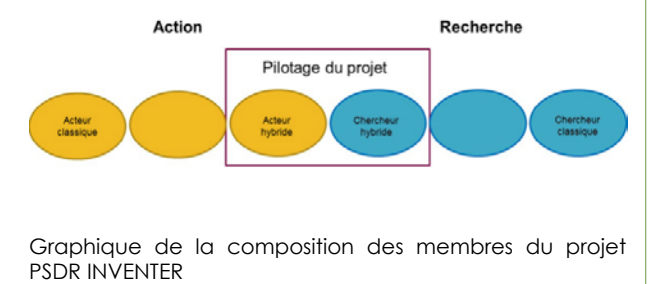 Action Recherche
Pilotage du projet
Acteur
classique
Acteur
hybride
Chercheur
hybride
Chercheur
classique
Graphique de la composition des membres du projet
PSDR INVENTER